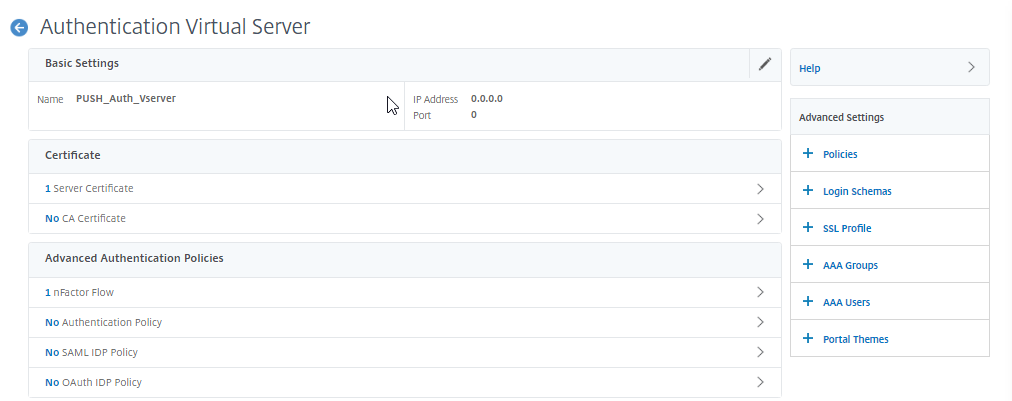 Authentication Virtual Server
Basic Settings
Name PUSH_Auth_Vserver
IP Address 0.0.0.0
Port 0
Certificate
1 Server Certificate
No CA Certificate
Advanced Authentication Policies
1 nFactor Flow
No Authentication Policy
No SAML IDP Policy
No OAuth IDP Policy
Help
Advanced Settings
+ Policies
+ Login Schemas
+ SSL Profile
+ AAA Groups
+ AAA Users
+ Portal Themes